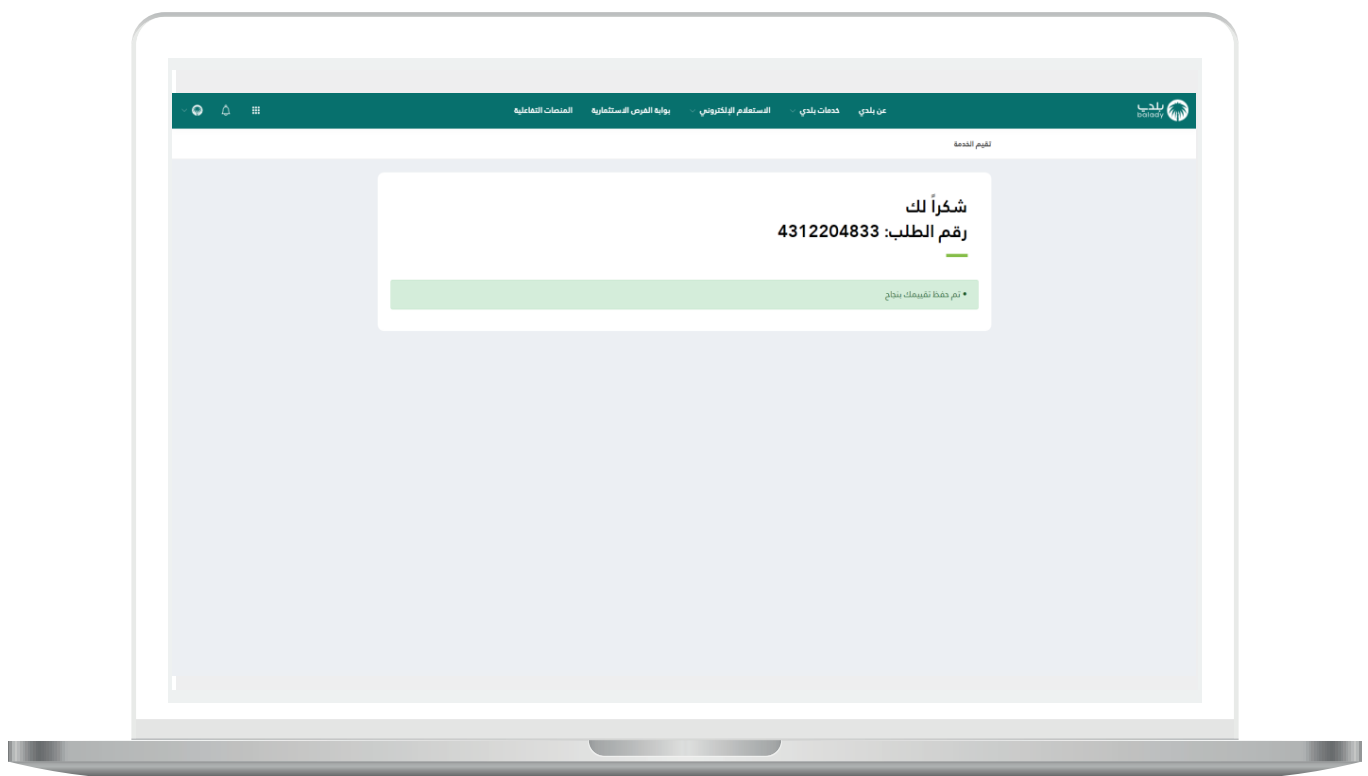 بلدي
balady
عن بلدي خدمات بلدي الاستعلام الإلكتروني بوابة الفرص الاستثمارية المنصات التفاعلية
تقيم الخدمة
شكراً لك
رقم الطلب: 4312204833
• تم حفظ تقييمك بنجاح